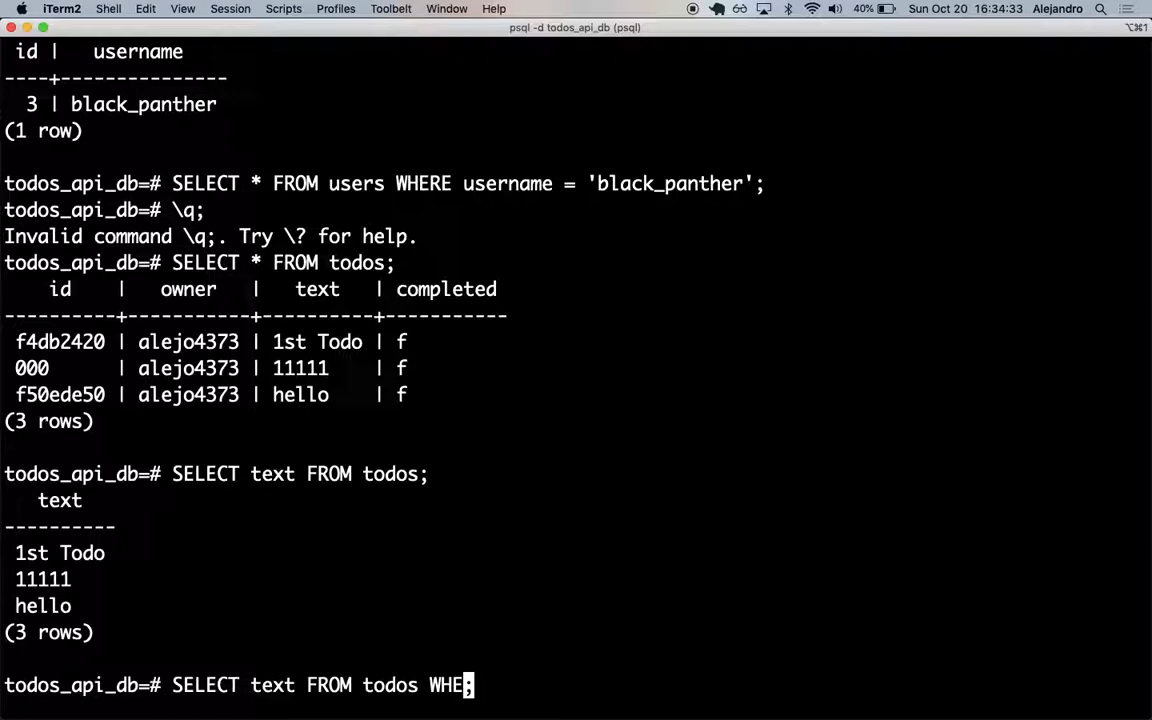 iTerm2 Shell Edit View Session Scripts Profiles Toolbelt Window Help 40% Sun Oct 20 16:34:33 Alejandro
psql -d todos_api_db (psql) ⌥⌘1
id | username
----+---------------
3 | black_panther
(1 row)
todos_api_db=# SELECT * FROM users WHERE username = 'black_panther';
todos_api_db=# \q;
Invalid command \q;. Try \? for help.
todos_api_db=# SELECT * FROM todos;
id | owner | text | completed
----------+-----------+----------+-----------
f4db2420 | alejo4373 | 1st Todo | f
000 | alejo4373 | 11111 | f
f50ede50 | alejo4373 | hello | f
(3 rows)
todos_api_db=# SELECT text FROM todos;
text
----------
1st Todo
11111
hello
(3 rows)
todos_api_db=# SELECT text FROM todos WHE;